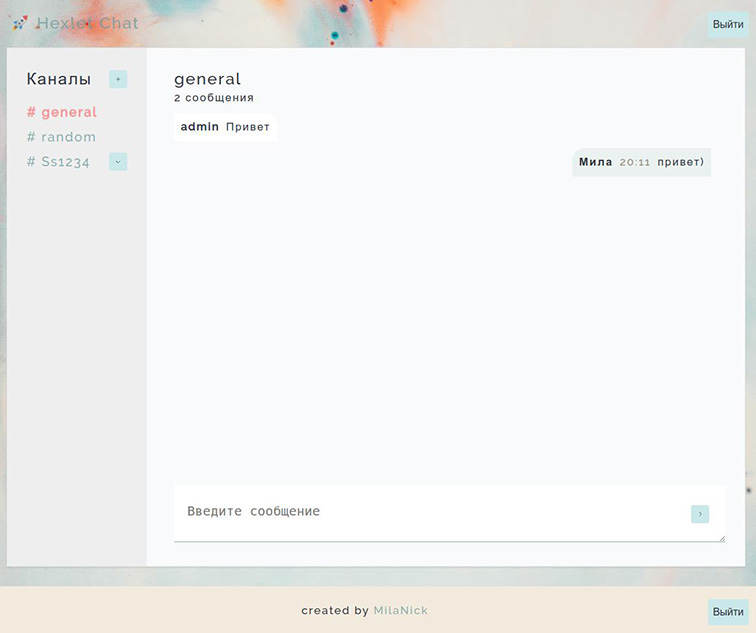 🚀 Hexlet Chat
Выйти
Каналы +
# general
# random
# Ss1234
general
2 сообщения
admin Привет
Мила 20:11 привет)
Введите сообщение
created by MilaNick
Выйти